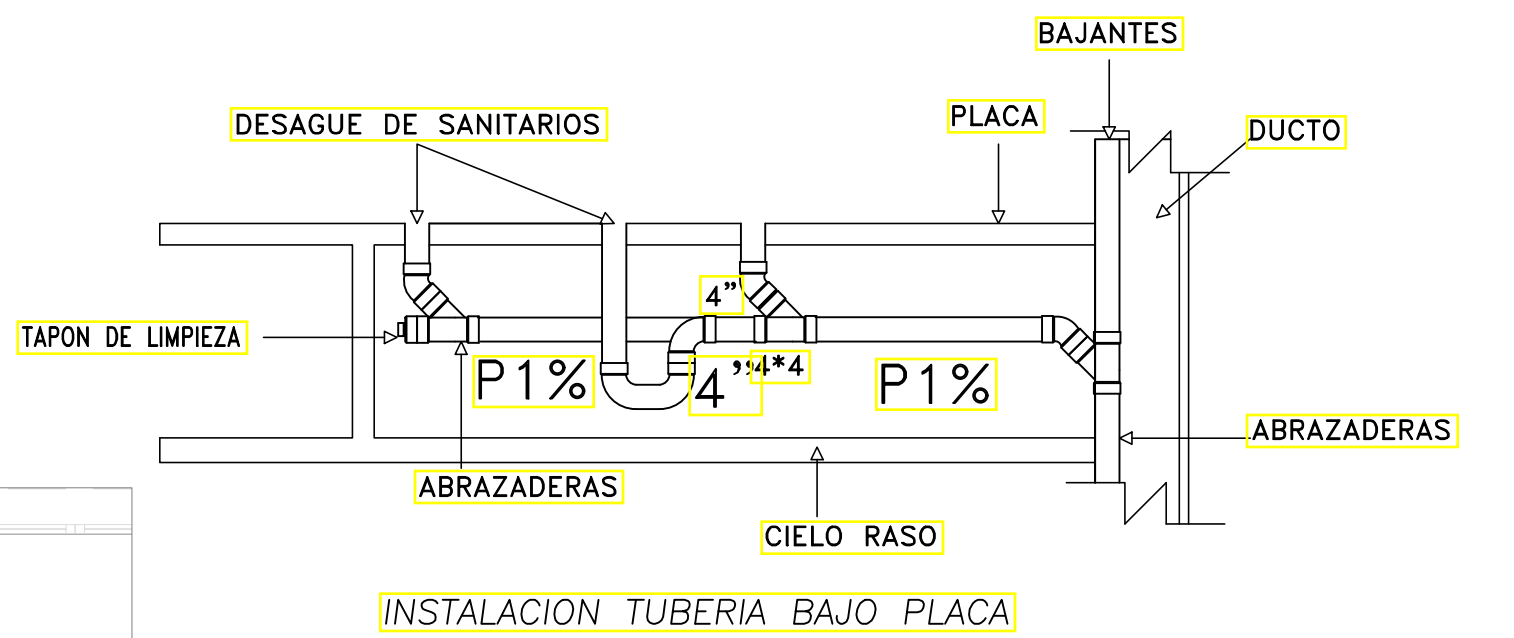 BAJANTES
DESAGUE DE SANITARIOS
PLACA
DUCTO
4"
TAPON DE LIMPIEZA
P1%
4"
4*4
P1%
ABRAZADERAS
ABRAZADERAS
CIELO RASO
INSTALACION TUBERIA BAJO PLACA